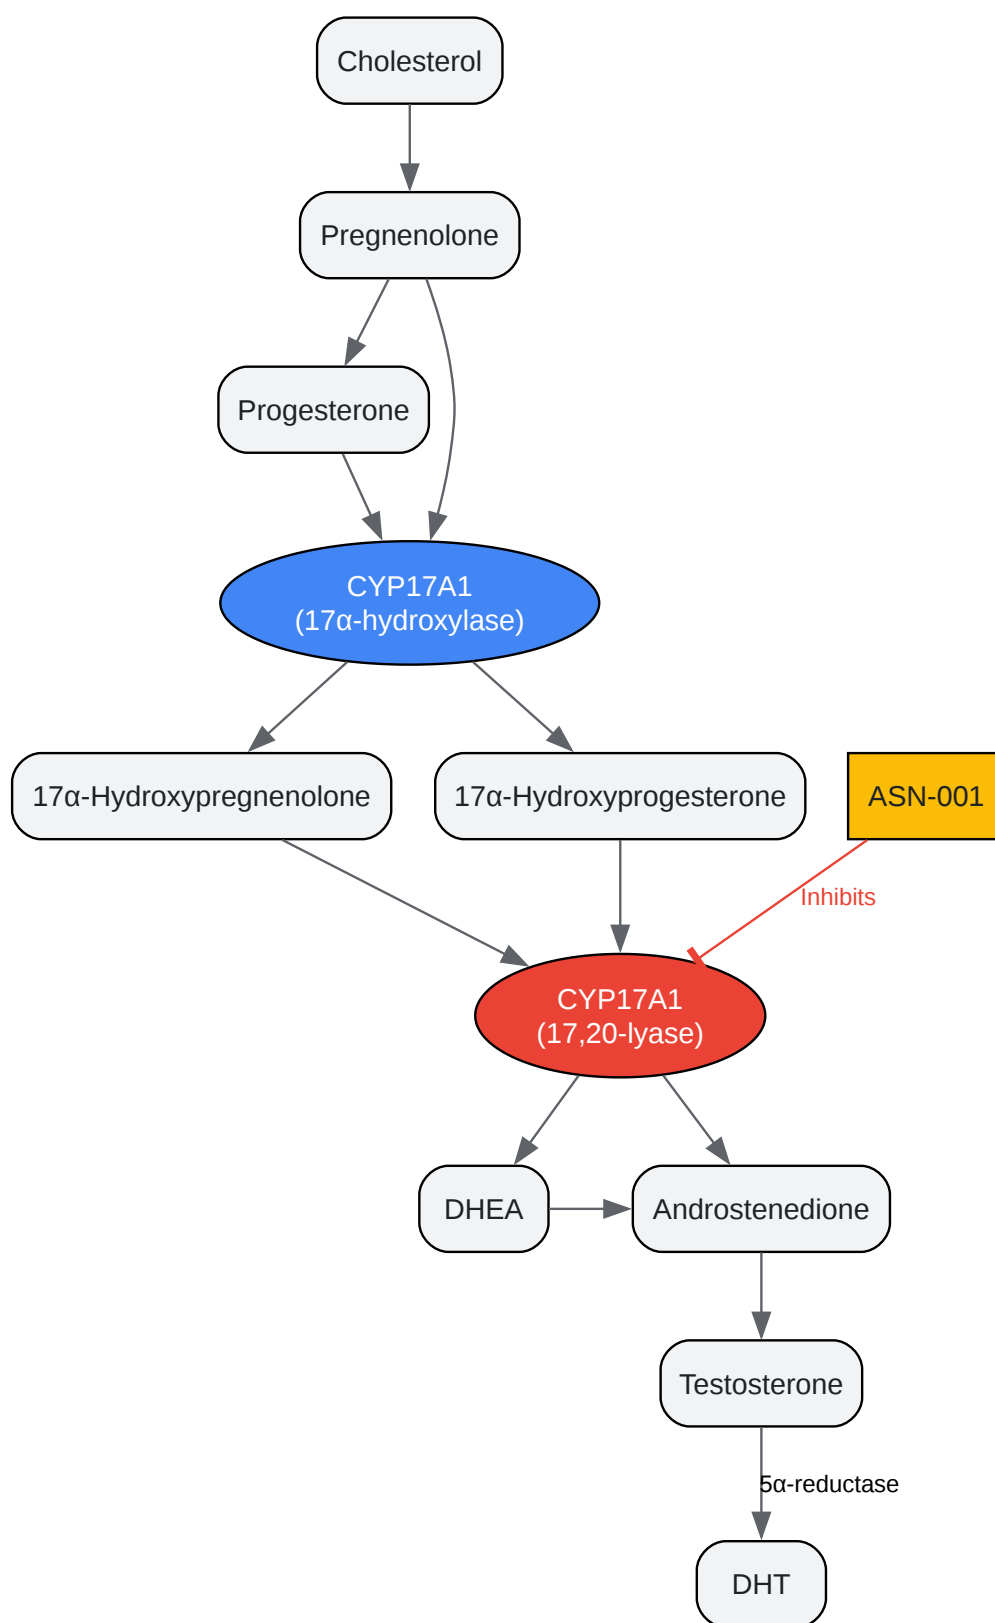 Cholesterol
Pregnenolone
Progesterone
CYP17A1
(17α-hydroxylase)
17α-Hydroxypregnenolone
17α-Hydroxyprogesterone
ASN-001
Inhibits
CYP17A1
(17,20-lyase)
DHEA
Androstenedione
Testosterone
5α-reductase
DHT